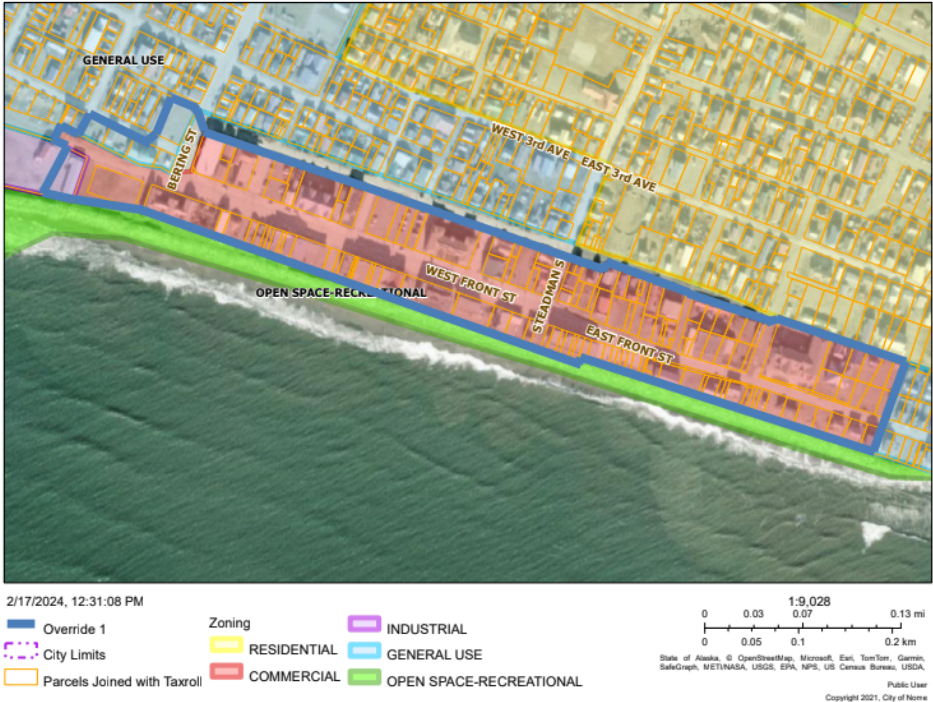 GENERAL USE
BERING ST
WEST 3rd AVE
EAST 3rd AVE
OPEN SPACE-RECREATIONAL
WEST FRONT ST
STEADMAN S
EAST FRONT ST
2/17/2024, 12:31:08 PM
Override 1
City Limits
Parcels Joined with Taxroll
Zoning
RESIDENTIAL
COMMERCIAL
INDUSTRIAL
GENERAL USE
OPEN SPACE-RECREATIONAL
1:9,028
0 0.03 0.07 0.13 mi
0 0.05 0.1 0.2 km
State of Alaska, © OpenStreetMap, Microsoft, Esri, TomTom, Garmin,
SafeGraph, METI/NASA, USGS, EPA, NPS, US Census Bureau, USDA,
Public User
Copyright 2021, City of Nome